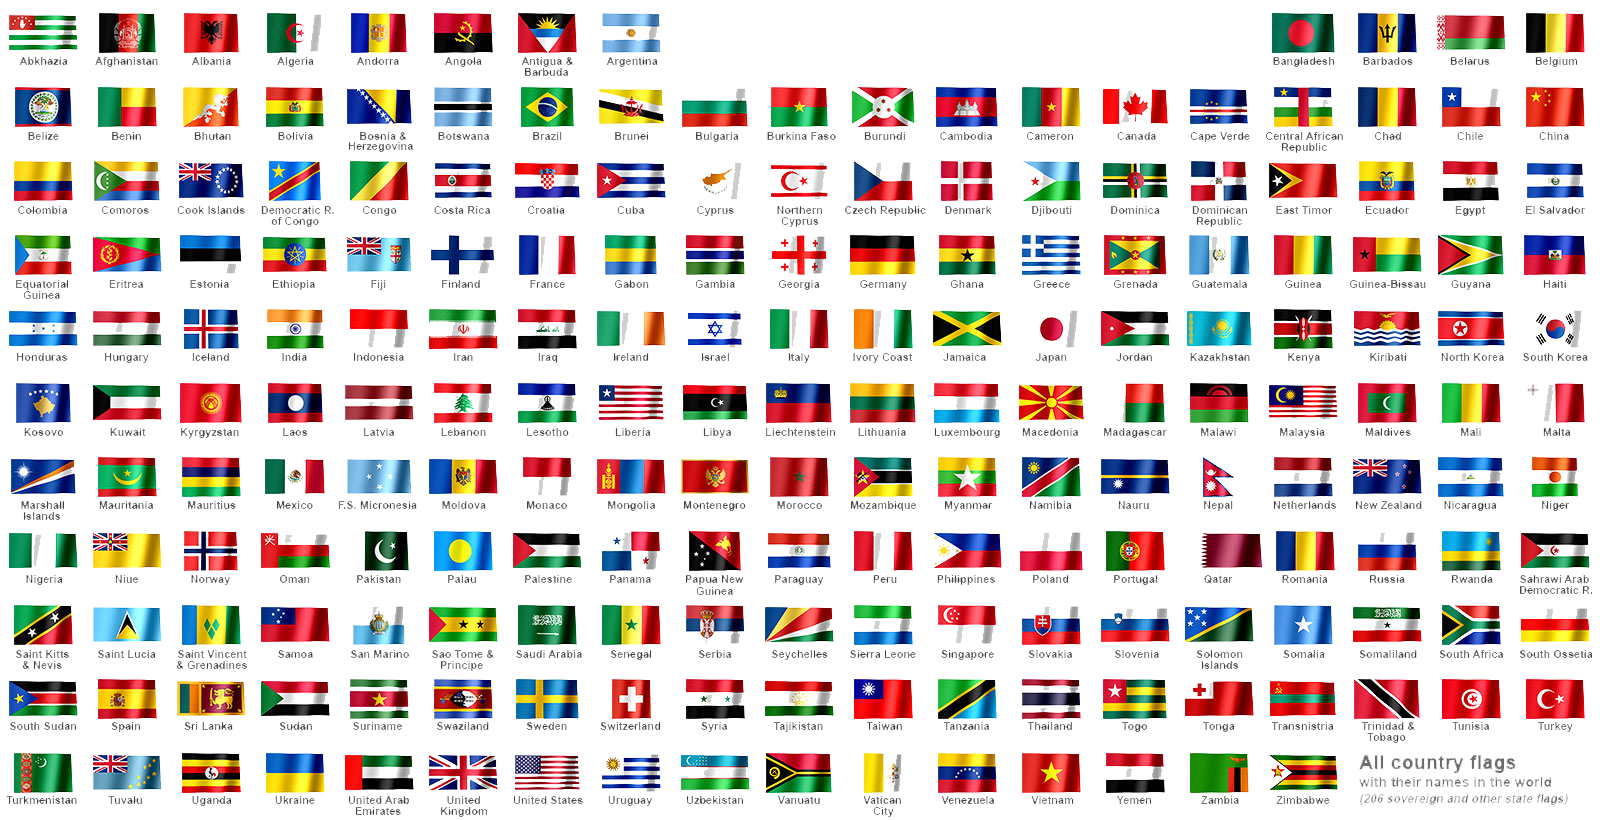 Abkhazia Afghanistan Albania Algeria Andorra Angola Antigua & Argentina Bangladesh Barbados Belarus Belgium
Barbuda
Belize Benin Bhutan Bolivia Bosnia & Botswana Brazil Brunei Bulgaria Burkina Faso Burundi Cambodia Cameron Canada Cape Verde Central African Chad Chile China
Herzegovina Republic
Colombia Comoros Cook Islands Democratic R. Congo Costa Rica Croatia Cuba Cyprus Northern Czech Republic Denmark Djibouti Dominica Dominican East Timor Ecuador Egypt El Salvador
of Congo Cyprus Republic
Equatorial Eritrea Estonia Ethiopia Fiji Finland France Gabon Gambia Georgia Germany Ghana Greece Grenada Guatemala Guinea Guinea-Bissau Guyana Haiti
Guinea
Honduras Hungary Iceland India Indonesia Iran Iraq Ireland Israel Italy Ivory Coast Jamaica Japan Jordan Kazakhstan Kenya Kiribati North Korea South Korea
Kosovo Kuwait Kyrgyzstan Laos Latvia Lebanon Lesotho Liberia Libya Liechtenstein Lithuania Luxembourg Macedonia Madagascar Malawi Malaysia Maldives Mali Malta
Marshall Mauritania Mauritius Mexico F.S. Micronesia Moldova Monaco Mongolia Montenegro Morocco Mozambique Myanmar Namibia Nauru Nepal Netherlands New Zealand Nicaragua Niger
Islands
Nigeria Niue Norway Oman Pakistan Palau Palestine Panama Papua New Paraguay Peru Philippines Poland Portugal Qatar Romania Russia Rwanda Sahrawi Arab
Guinea Democratic R.
Saint Kitts Saint Lucia Saint Vincent Samoa San Marino Sao Tome & Saudi Arabia Senegal Serbia Seychelles Sierra Leone Singapore Slovakia Slovenia Solomon Somalia Somaliland South Africa South Ossetia
& Nevis & Grenadines Principe Islands
South Sudan Spain Sri Lanka Sudan Suriname Swaziland Sweden Switzerland Syria Tajikistan Taiwan Tanzania Thailand Togo Tonga Transnistria Trinidad & Tunisia Turkey
Tobago
Turkmenistan Tuvalu Uganda Ukraine United Arab United United States Uruguay Uzbekistan Vanuatu Vatican Venezuela Vietnam Yemen Zambia Zimbabwe
Emirates Kingdom City
All country flags
with their names in the world
(206 sovereign and other state flags)